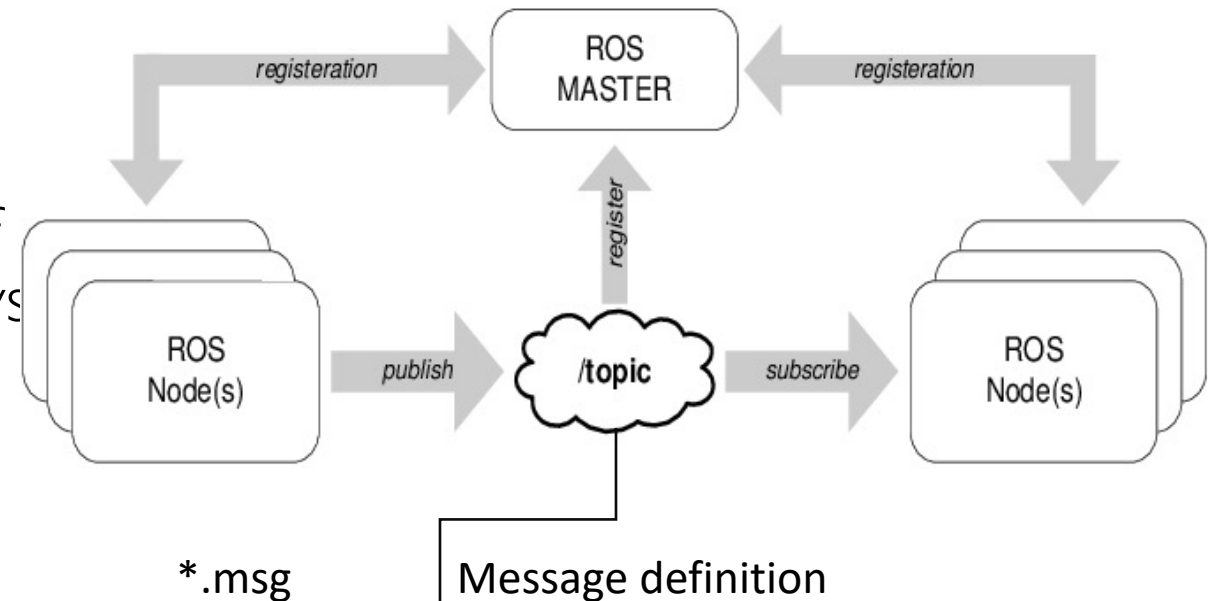 ROS
MASTER
registeration
registeration
register
ROS
Node(s)
publish
/topic
subscribe
ROS
Node(s)
*.msg
Message definition